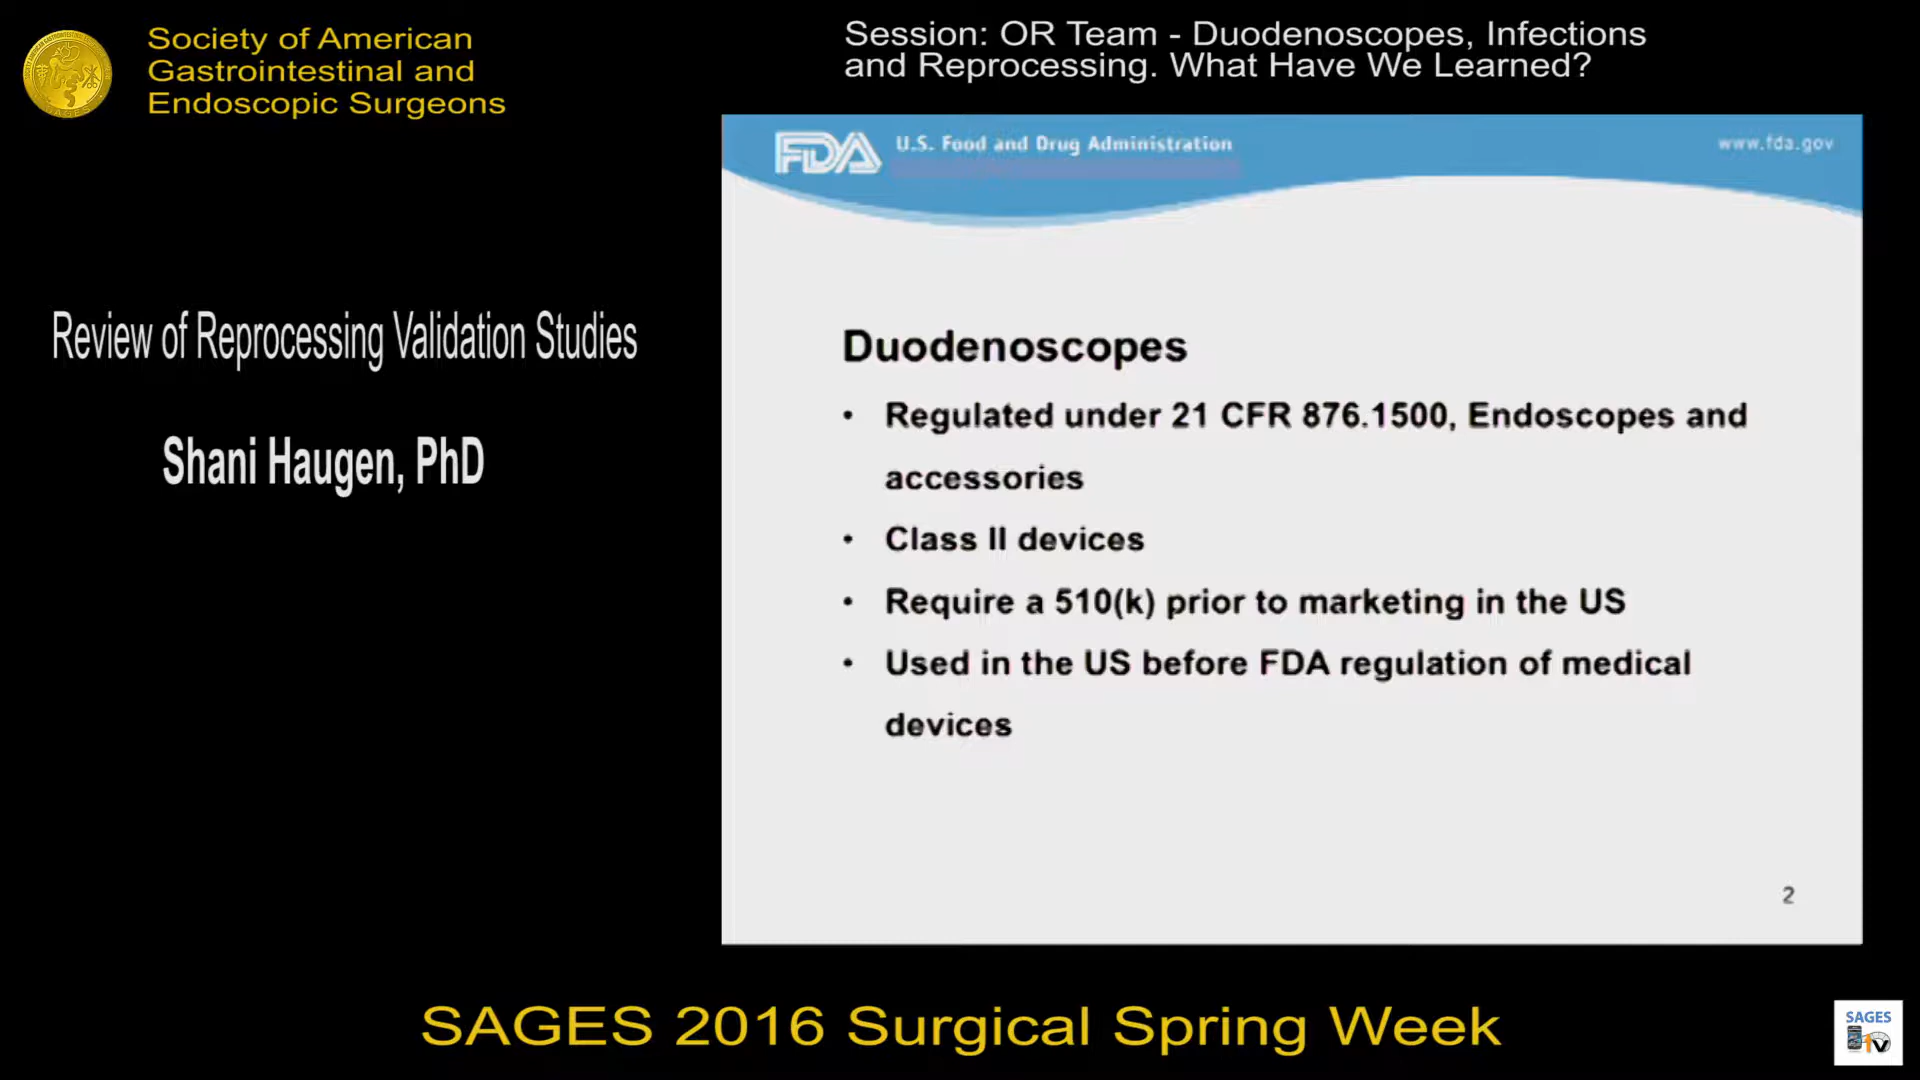 Society of American
Gastrointestinal and
Endoscopic Surgeons
Session: OR Team - Duodenoscopes, Infections
and Reprocessing. What Have We Learned?
FDA U.S. Food and Drug Administration
www.fda.gov
Review of Reprocessing Validation Studies
Shani Haugen, PhD
Duodenoscopes
• Regulated under 21 CFR 876.1500, Endoscopes and
accessories
• Class II devices
• Require a 510(k) prior to marketing in the US
• Used in the US before FDA regulation of medical
devices
2
SAGES 2016 Surgical Spring Week
SAGES
tv